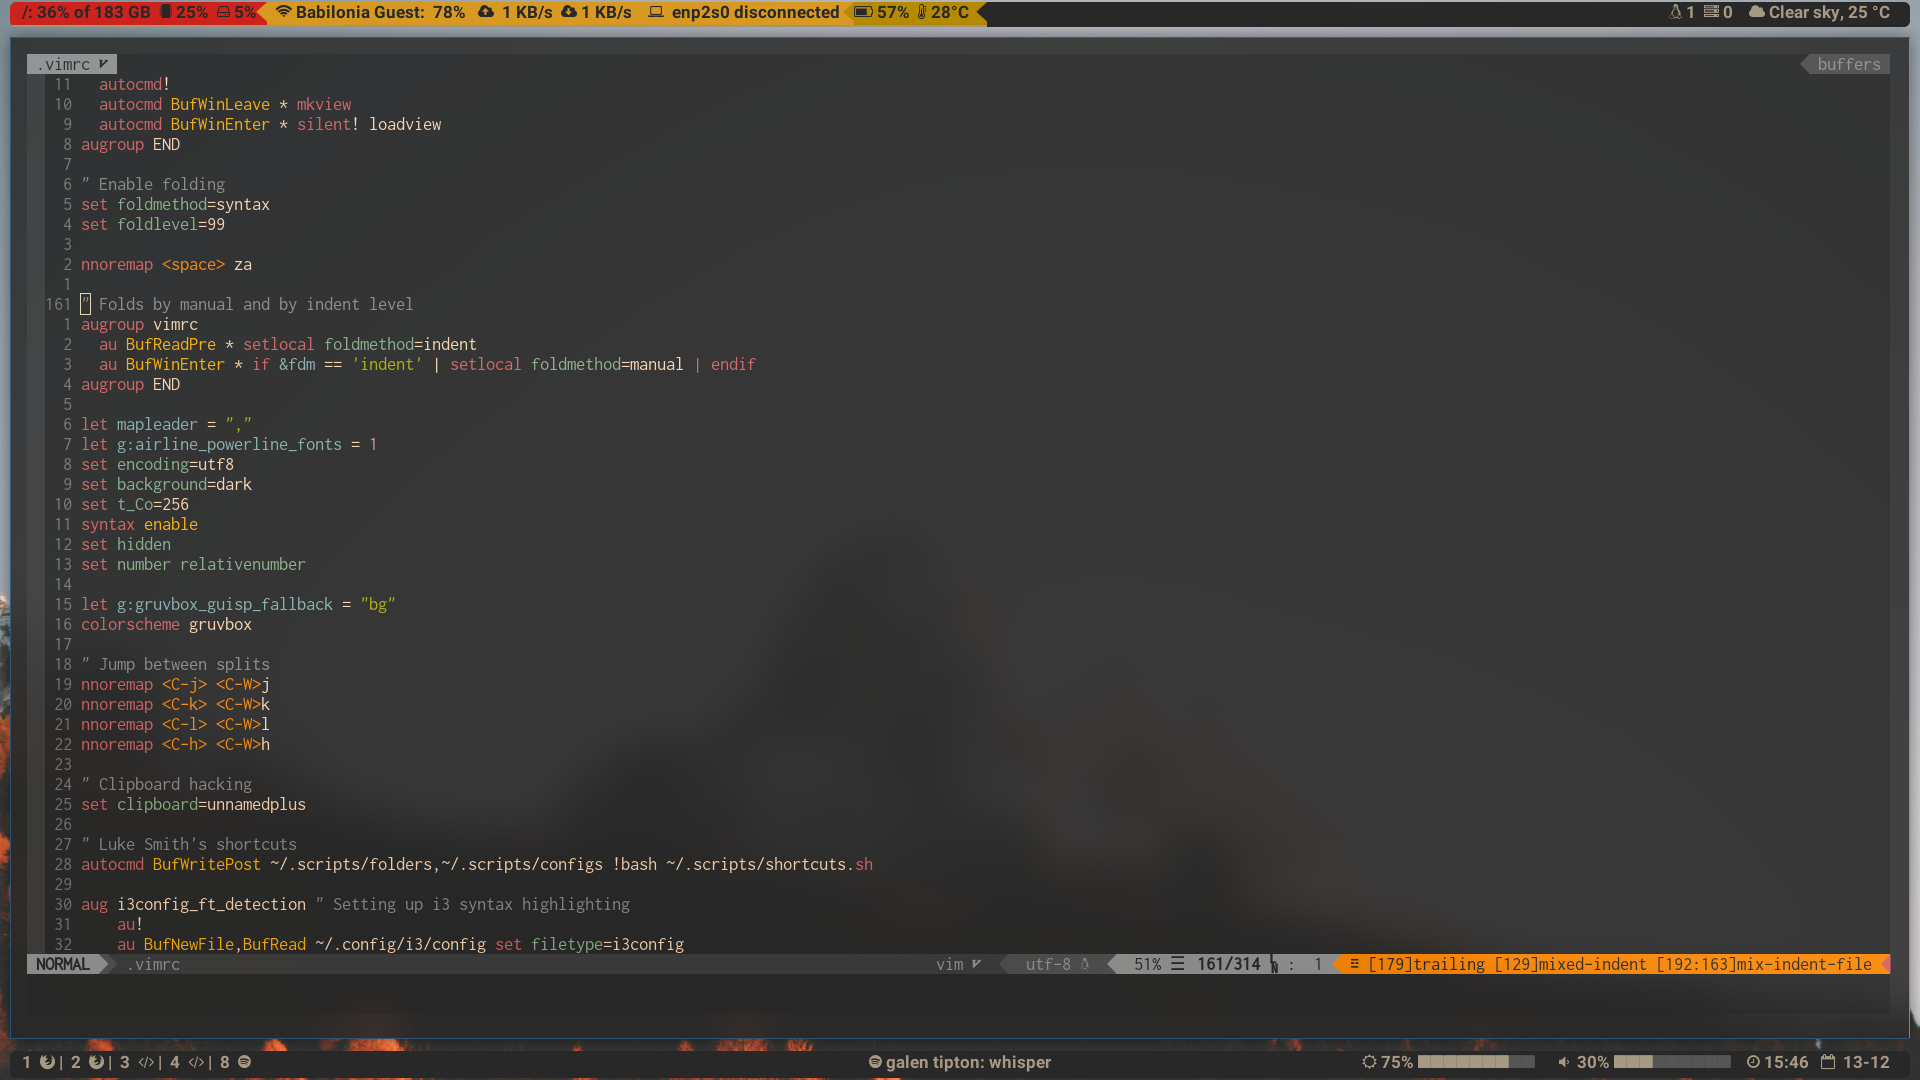 /: 36% of 183 GB 25% 5% Babilonia Guest: 78% 1 KB/s 1 KB/s enp2s0 disconnected 57% 28°C 1 0 Clear sky, 25 °C
.vimrc buffers
11 autocmd!
10 autocmd BufWinLeave * mkview
9 autocmd BufWinEnter * silent! loadview
8 augroup END
7
6 " Enable folding
5 set foldmethod=syntax
4 set foldlevel=99
3
2 nnoremap <space> za
1
161 " Folds by manual and by indent level
1 augroup vimrc
2 au BufReadPre * setlocal foldmethod=indent
3 au BufWinEnter * if &fdm == 'indent' | setlocal foldmethod=manual | endif
4 augroup END
5
6 let mapleader = ","
7 let g:airline_powerline_fonts = 1
8 set encoding=utf8
9 set background=dark
10 set t_Co=256
11 syntax enable
12 set hidden
13 set number relativenumber
14
15 let g:gruvbox_guisp_fallback = "bg"
16 colorscheme gruvbox
17
18 " Jump between splits
19 nnoremap <C-j> <C-W>j
20 nnoremap <C-k> <C-W>k
21 nnoremap <C-l> <C-W>l
22 nnoremap <C-h> <C-W>h
23
24 " Clipboard hacking
25 set clipboard=unnamedplus
26
27 " Luke Smith's shortcuts
28 autocmd BufWritePost ~/.scripts/folders,~/.scripts/configs !bash ~/.scripts/shortcuts.sh
29
30 aug i3config_ft_detection " Setting up i3 syntax highlighting
31 au!
32 au BufNewFile,BufRead ~/.config/i3/config set filetype=i3config
NORMAL .vimrc vim utf-8 51% ☰ 161/314 : 1 [179]trailing [129]mixed-indent [192:163]mix-indent-file
1 | 2 | 3 </> | 4 </> | 8 galen tipton: whisper 75% 30% 15:46 13-12